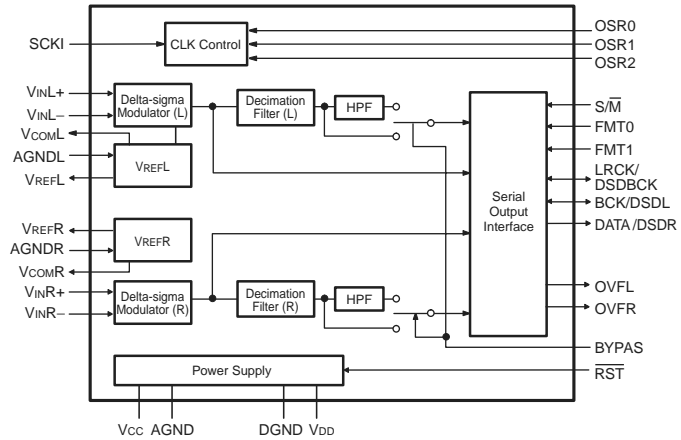 OSR0
SCKI
CLK Control
OSR1
OSR2
VINL+
VINL−
Delta-sigma
Modulator (L)
Decimation
Filter (L)
HPF
S/M̅
FMT0
FMT1
VCOML
AGNDL
VREFL
VREFL
LRCK/
DSDBCK
BCK/DSDL
DATA/DSDR
Serial
Output
Interface
VREFR
AGNDR
VCOMR
VREFR
VINR+
VINR−
Delta-sigma
Modulator (R)
Decimation
Filter (R)
HPF
OVFL
OVFR
BYPAS
Power Supply
R̅S̅T̅
VCC
AGND
DGND
VDD